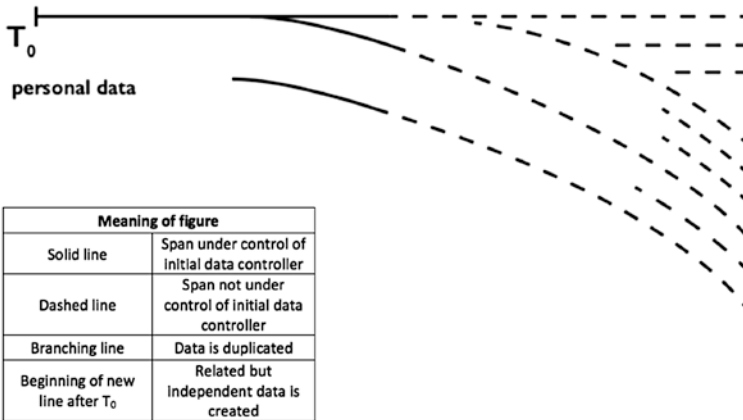 T0
personal data
Meaning of figure
Solid line
Span under control of
initial data controller
Dashed line
Span not under
control of initial data
controller
Branching line
Data is duplicated
Beginning of new
line after T0
Related but
independent data is
created